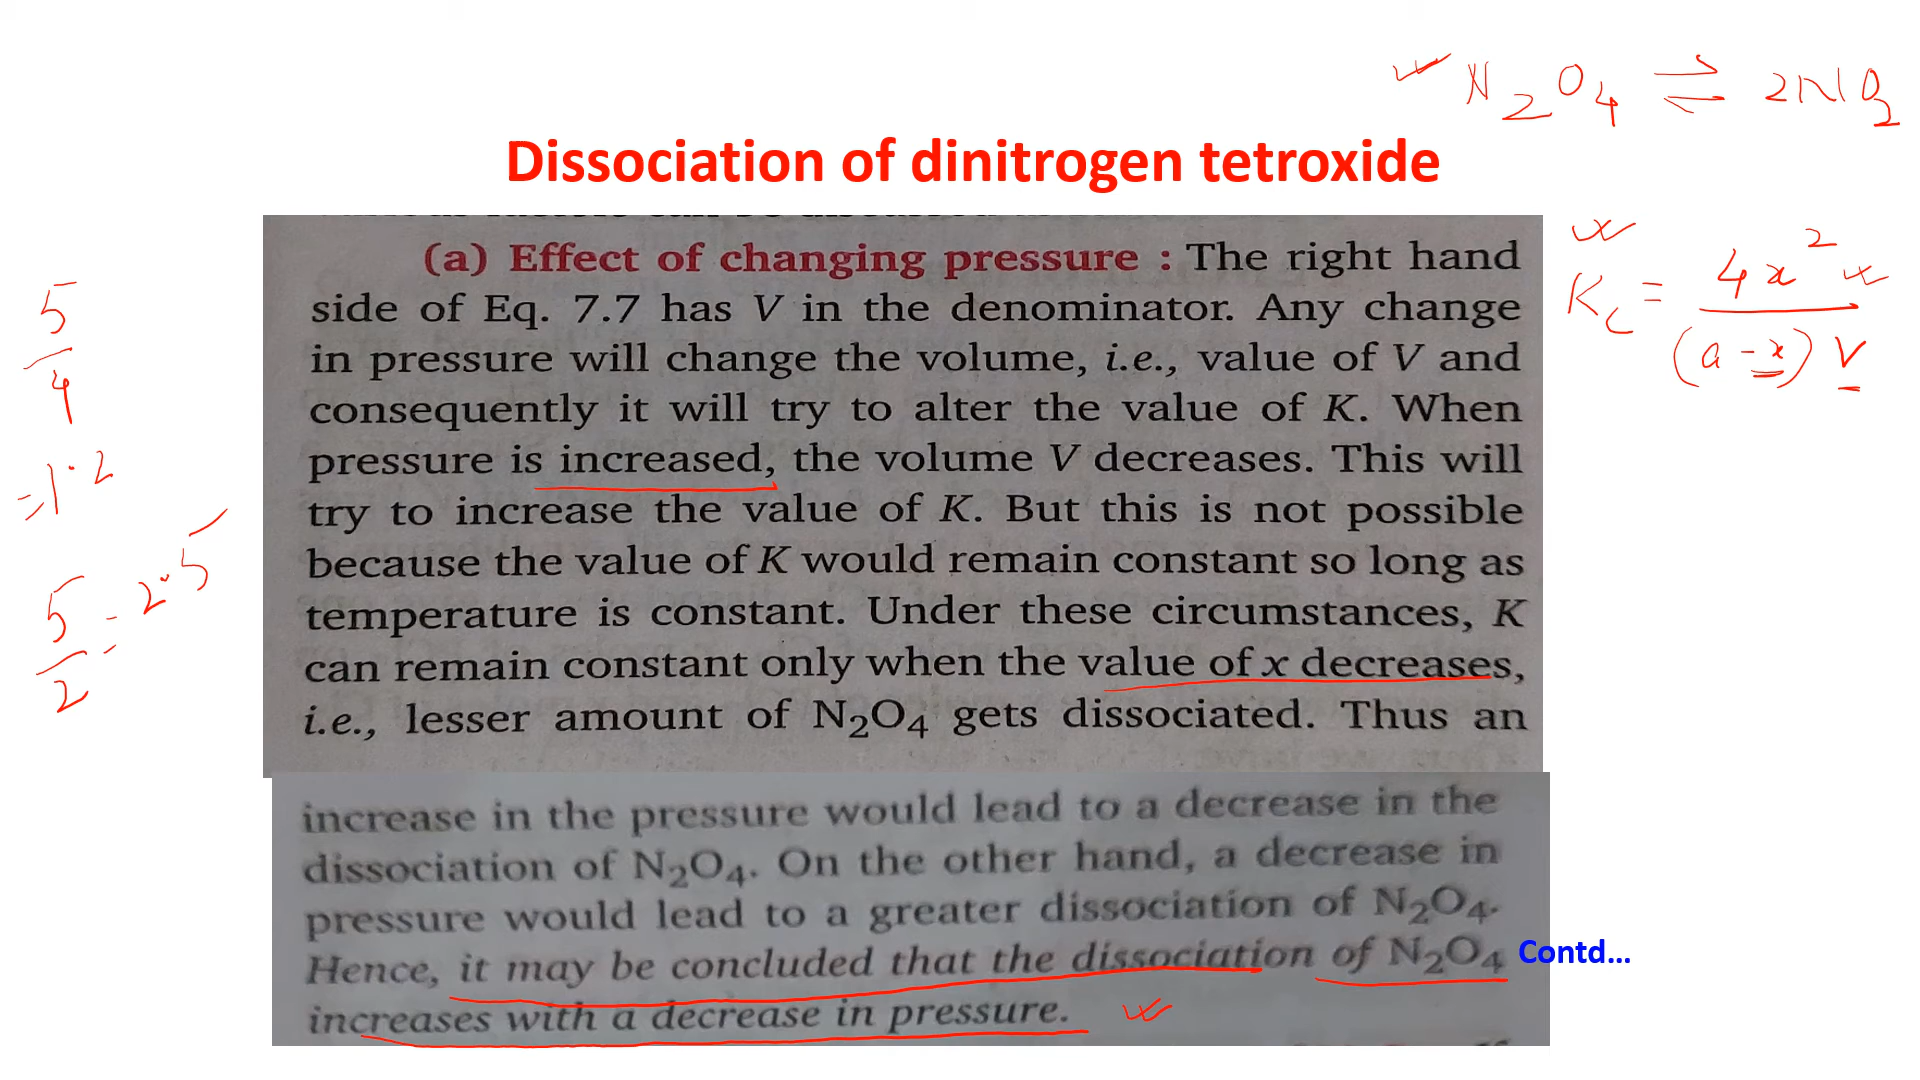 N2O4 ⇌ 2NO2
Dissociation of dinitrogen tetroxide
(a) Effect of changing pressure : The right hand
side of Eq. 7.7 has V in the denominator. Any change
in pressure will change the volume, i.e., value of V and
consequently it will try to alter the value of K. When
pressure is increased, the volume V decreases. This will
try to increase the value of K. But this is not possible
because the value of K would remain constant so long as
temperature is constant. Under these circumstances, K
can remain constant only when the value of x decreases,
i.e., lesser amount of N₂O₄ gets dissociated. Thus an
increase in the pressure would lead to a decrease in the
dissociation of N₂O₄. On the other hand, a decrease in
pressure would lead to a greater dissociation of N₂O₄.
Hence, it may be concluded that the dissociation of N₂O₄
increases with a decrease in pressure.
Contd...
Kc = 4x²
(a-x) V
5
4
=1.2
5
2
= 2.5